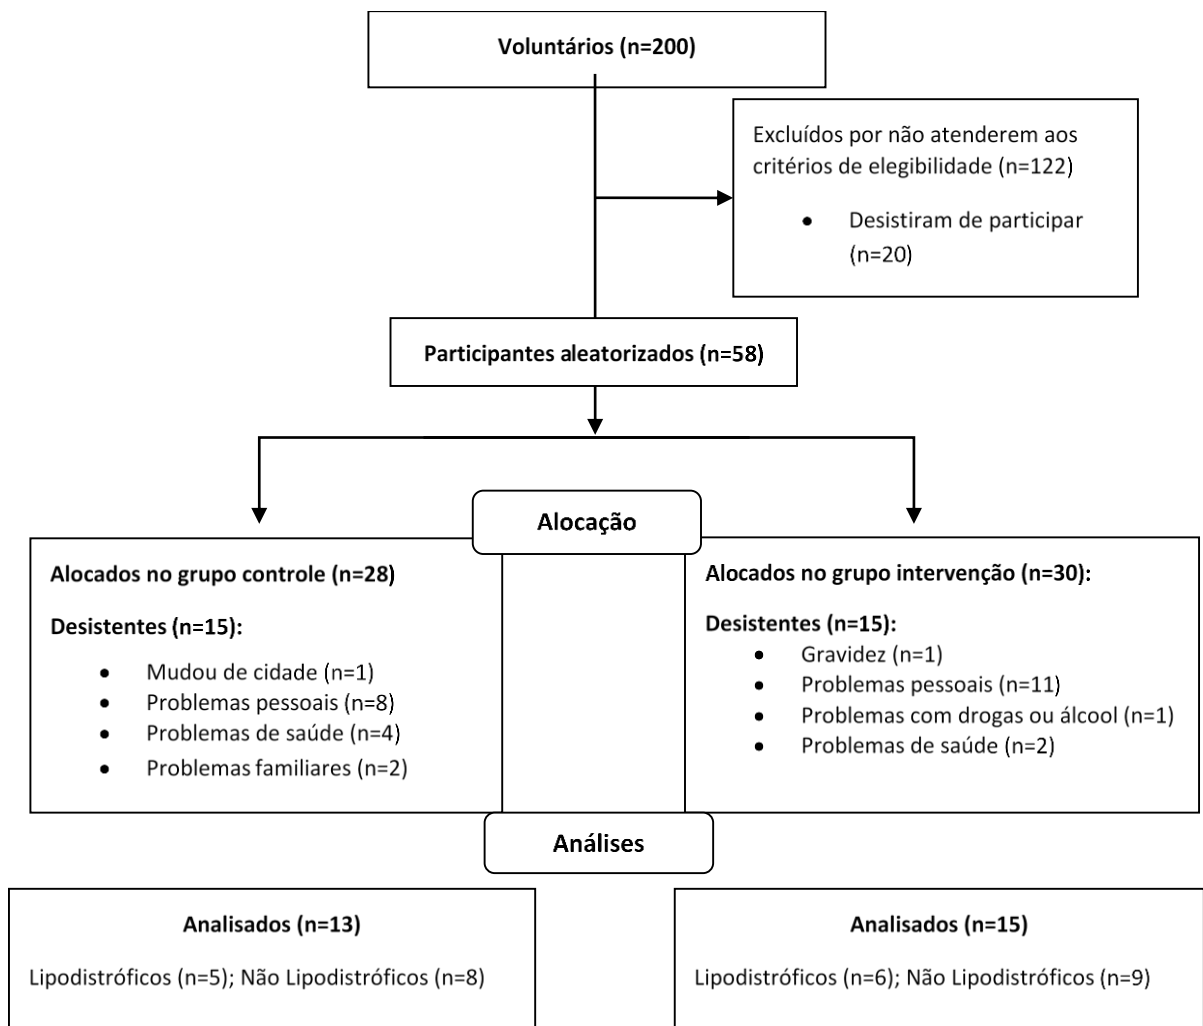 Voluntários (n=200)
Excluídos por não atenderem aos
critérios de elegibilidade (n=122)
• Desistiram de participar
(n=20)
Participantes aleatorizados (n=58)
Alocação
Alocados no grupo controle (n=28)
Desistentes (n=15):
• Mudou de cidade (n=1)
• Problemas pessoais (n=8)
• Problemas de saúde (n=4)
• Problemas familiares (n=2)
Alocados no grupo intervenção (n=30):
Desistentes (n=15):
• Gravidez (n=1)
• Problemas pessoais (n=11)
• Problemas com drogas ou álcool (n=1)
• Problemas de saúde (n=2)
Análises
Analisados (n=13)
Lipodistróficos (n=5); Não Lipodistróficos (n=8)
Analisados (n=15)
Lipodistróficos (n=6); Não Lipodistróficos (n=9)